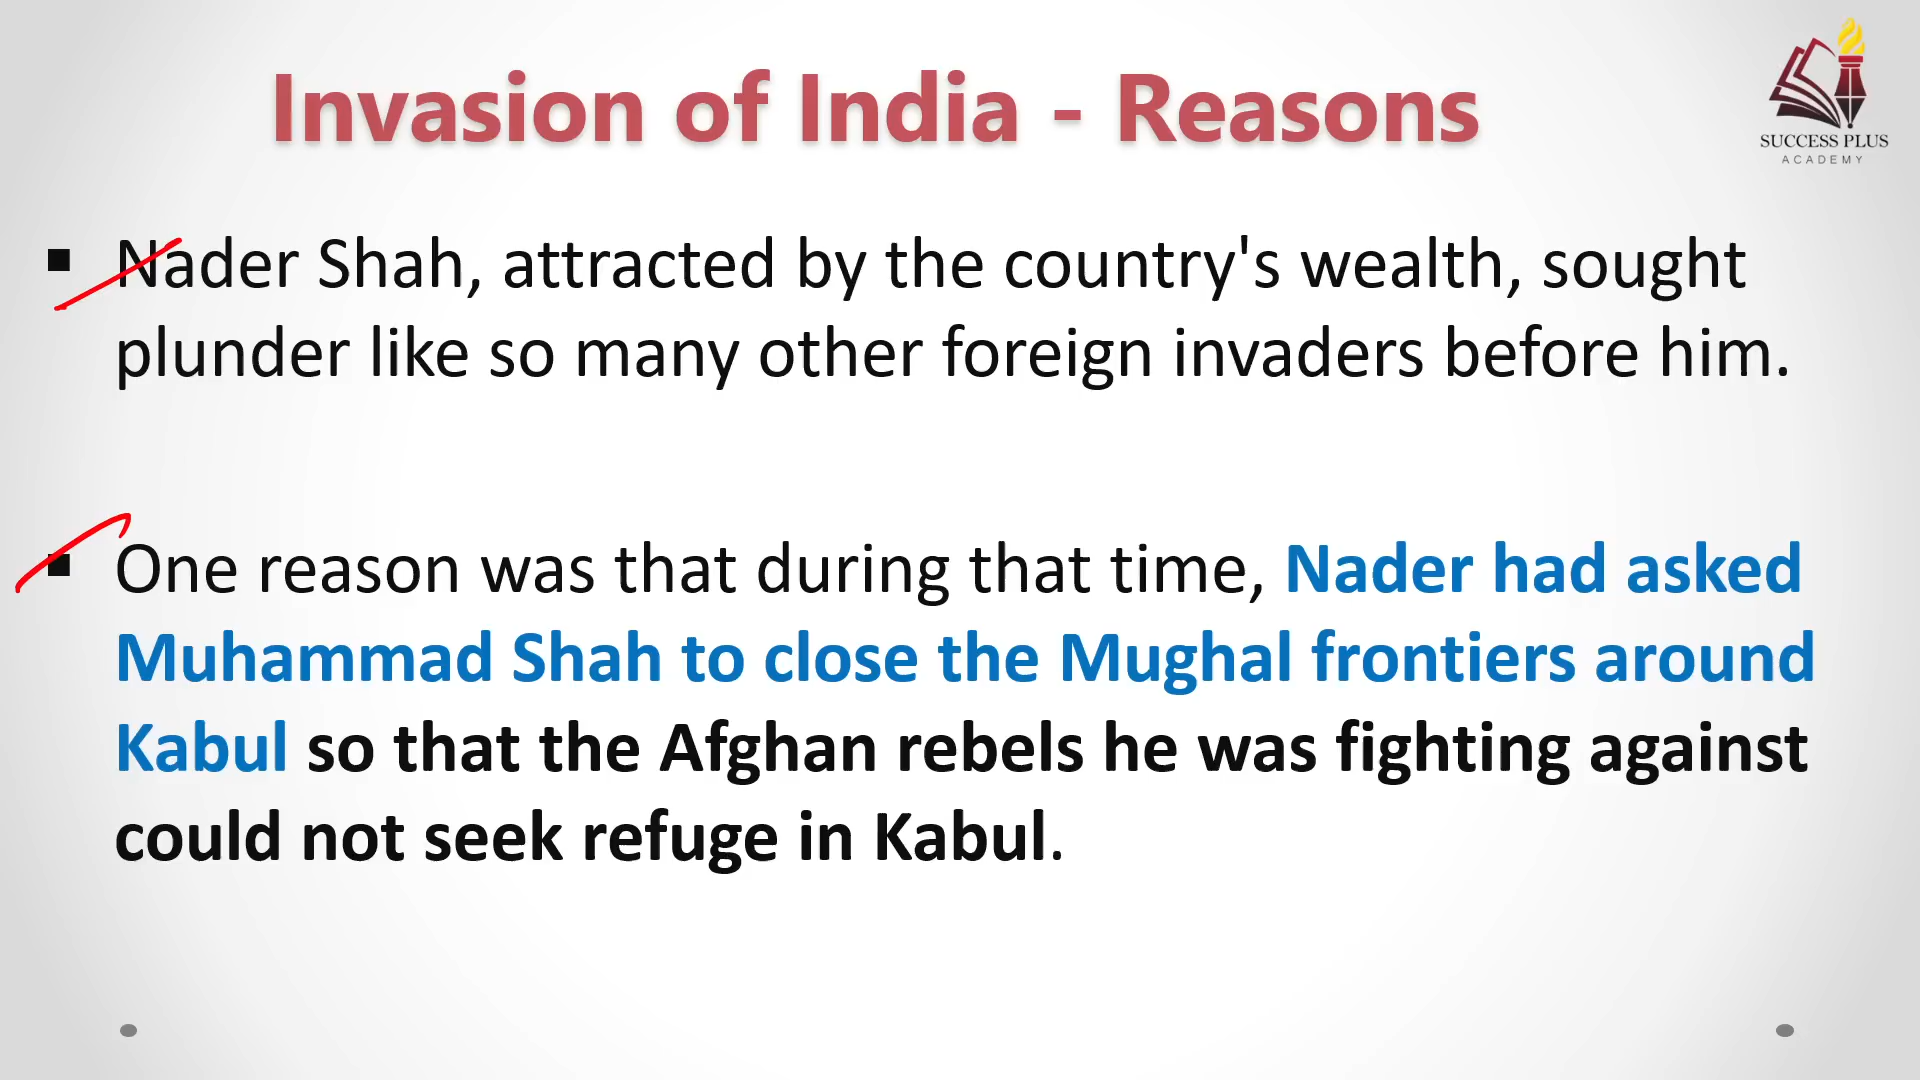 Invasion of India - Reasons
SUCCESS PLUS
ACADEMY
▪ Nader Shah, attracted by the country's wealth, sought
plunder like so many other foreign invaders before him.
▪ One reason was that during that time, Nader had asked
Muhammad Shah to close the Mughal frontiers around
Kabul so that the Afghan rebels he was fighting against
could not seek refuge in Kabul.